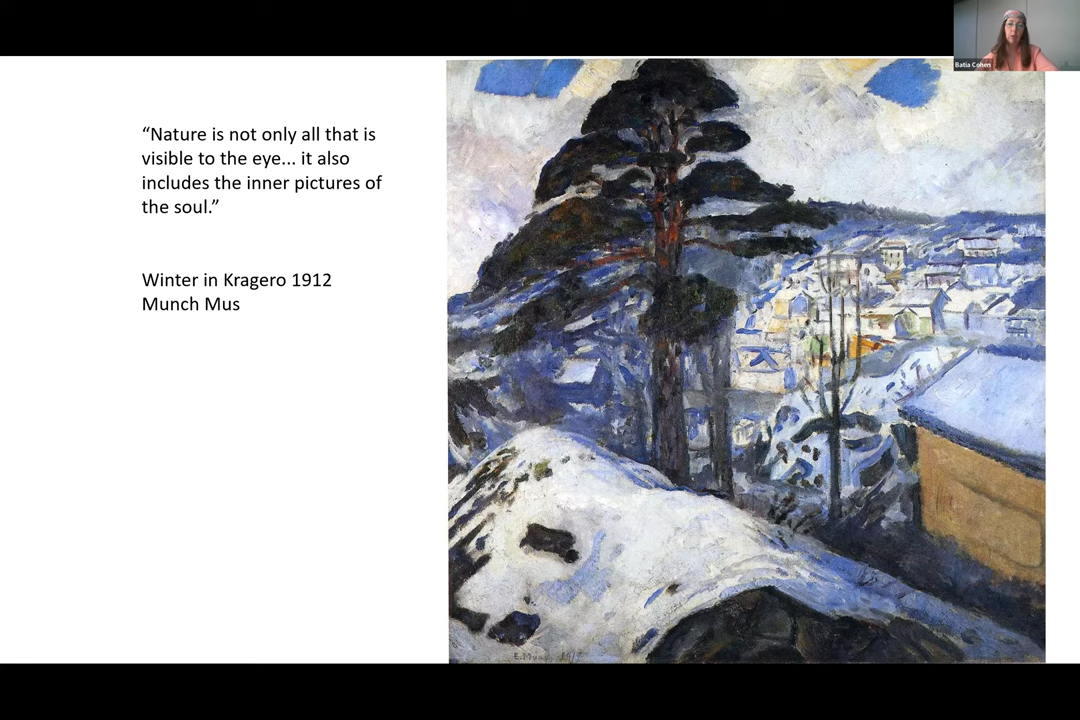 Batia Cohen
“Nature is not only all that is
visible to the eye... it also
includes the inner pictures of
the soul.”
Winter in Kragero 1912
Munch Mus